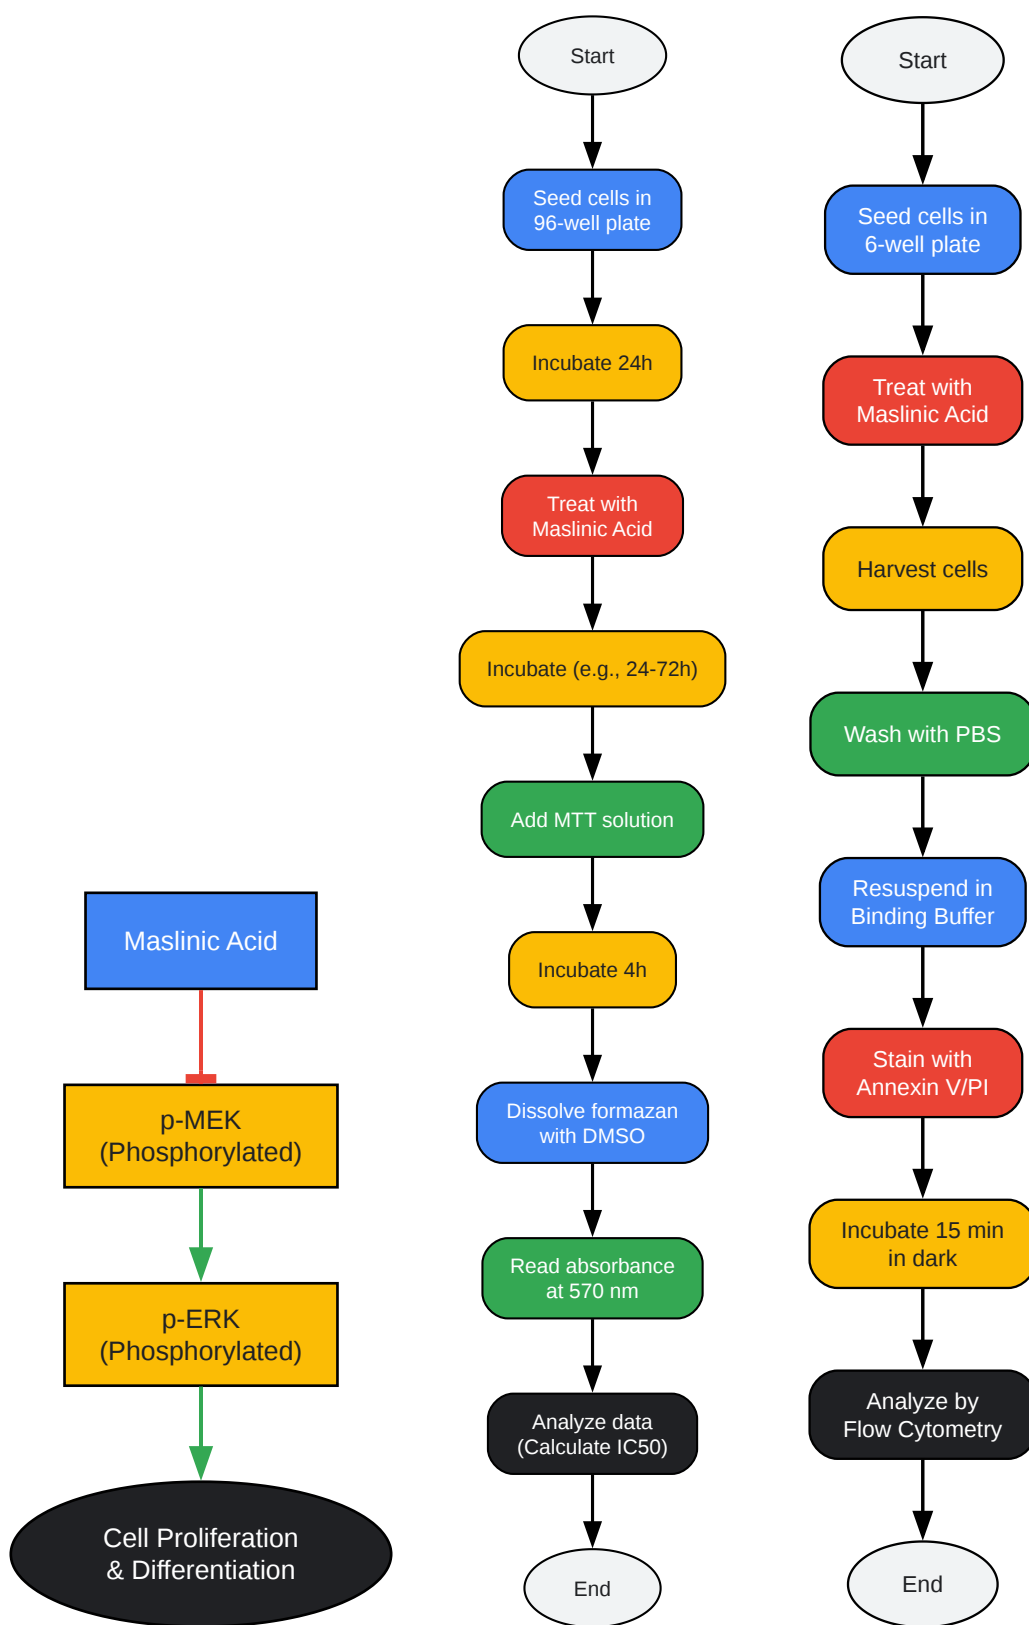 Maslinic Acid
p-MEK
(Phosphorylated)
p-ERK
(Phosphorylated)
Cell Proliferation
& Differentiation
Start
Seed cells in
96-well plate
Incubate 24h
Treat with
Maslinic Acid
Incubate (e.g., 24-72h)
Add MTT solution
Incubate 4h
Dissolve formazan
with DMSO
Read absorbance
at 570 nm
Analyze data
(Calculate IC50)
End
Start
Seed cells in
6-well plate
Treat with
Maslinic Acid
Harvest cells
Wash with PBS
Resuspend in
Binding Buffer
Stain with
Annexin V/PI
Incubate 15 min
in dark
Analyze by
Flow Cytometry
End